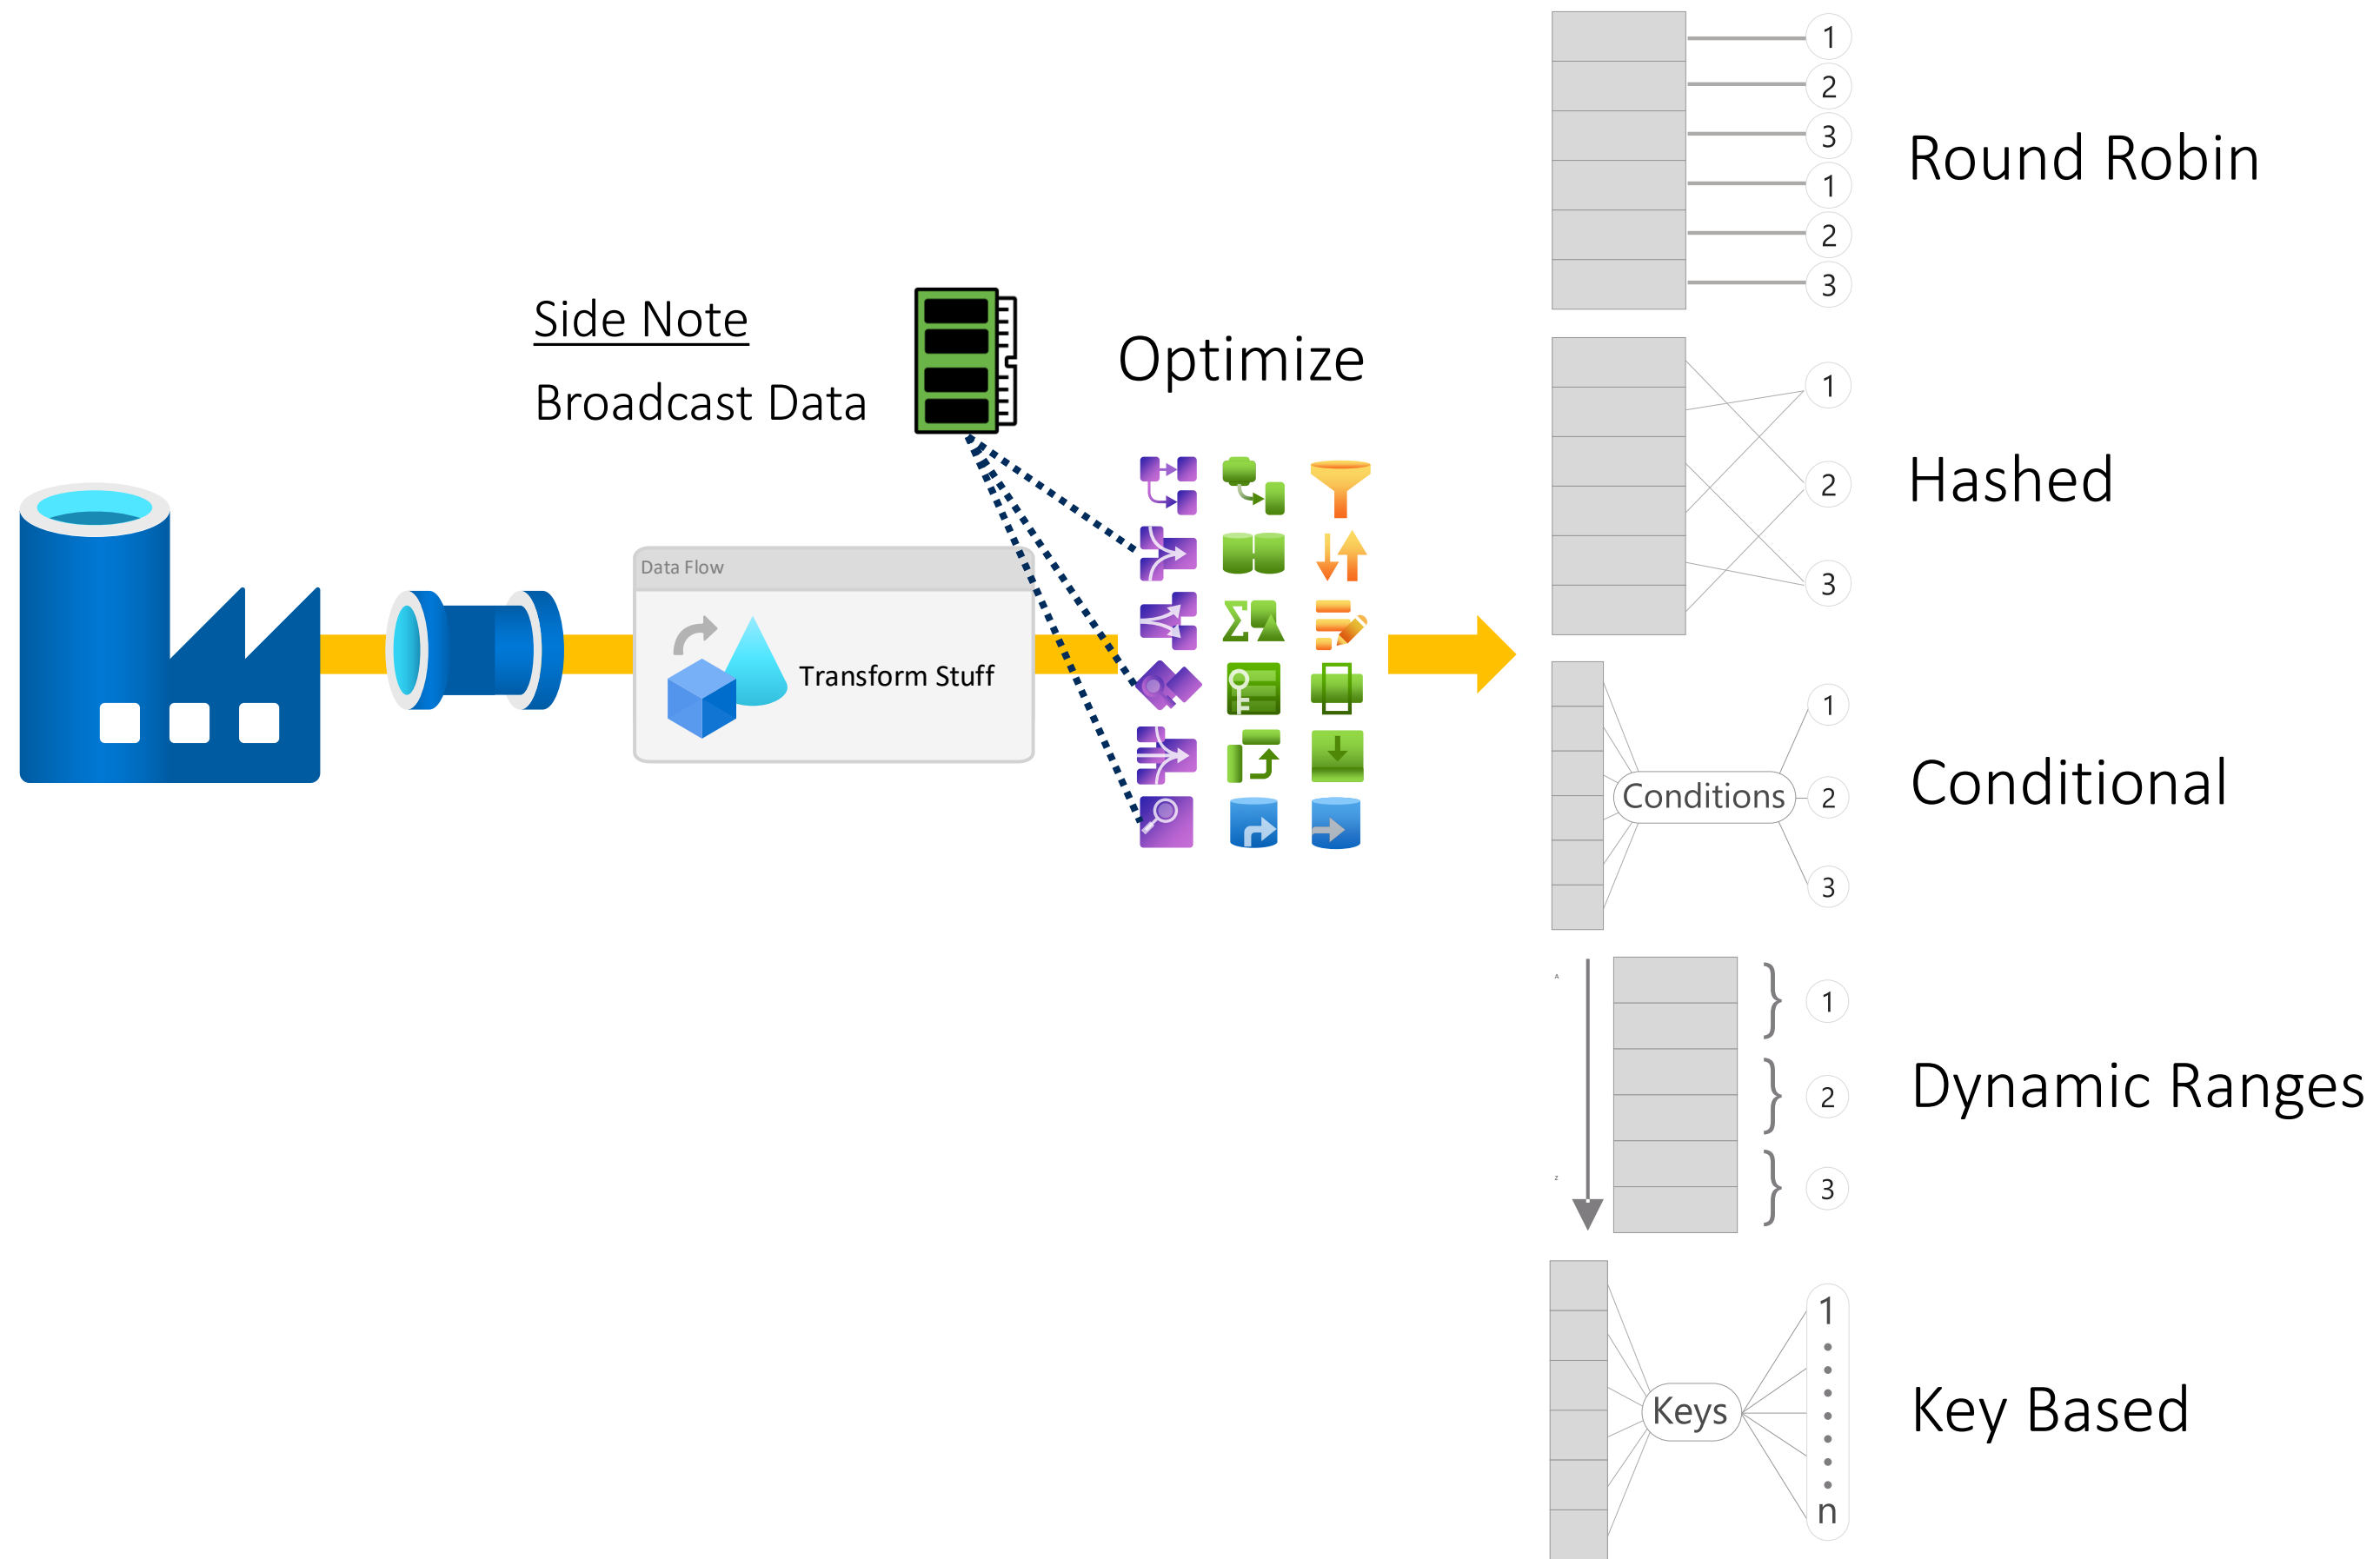 Side Note
Broadcast Data
Optimize
Data Flow
Transform Stuff
1
2
3
1
2
3
Round Robin
1
2
3
Hashed
Conditions
1
2
3
Conditional
A
Z
1
2
3
Dynamic Ranges
Keys
1
n
Key Based